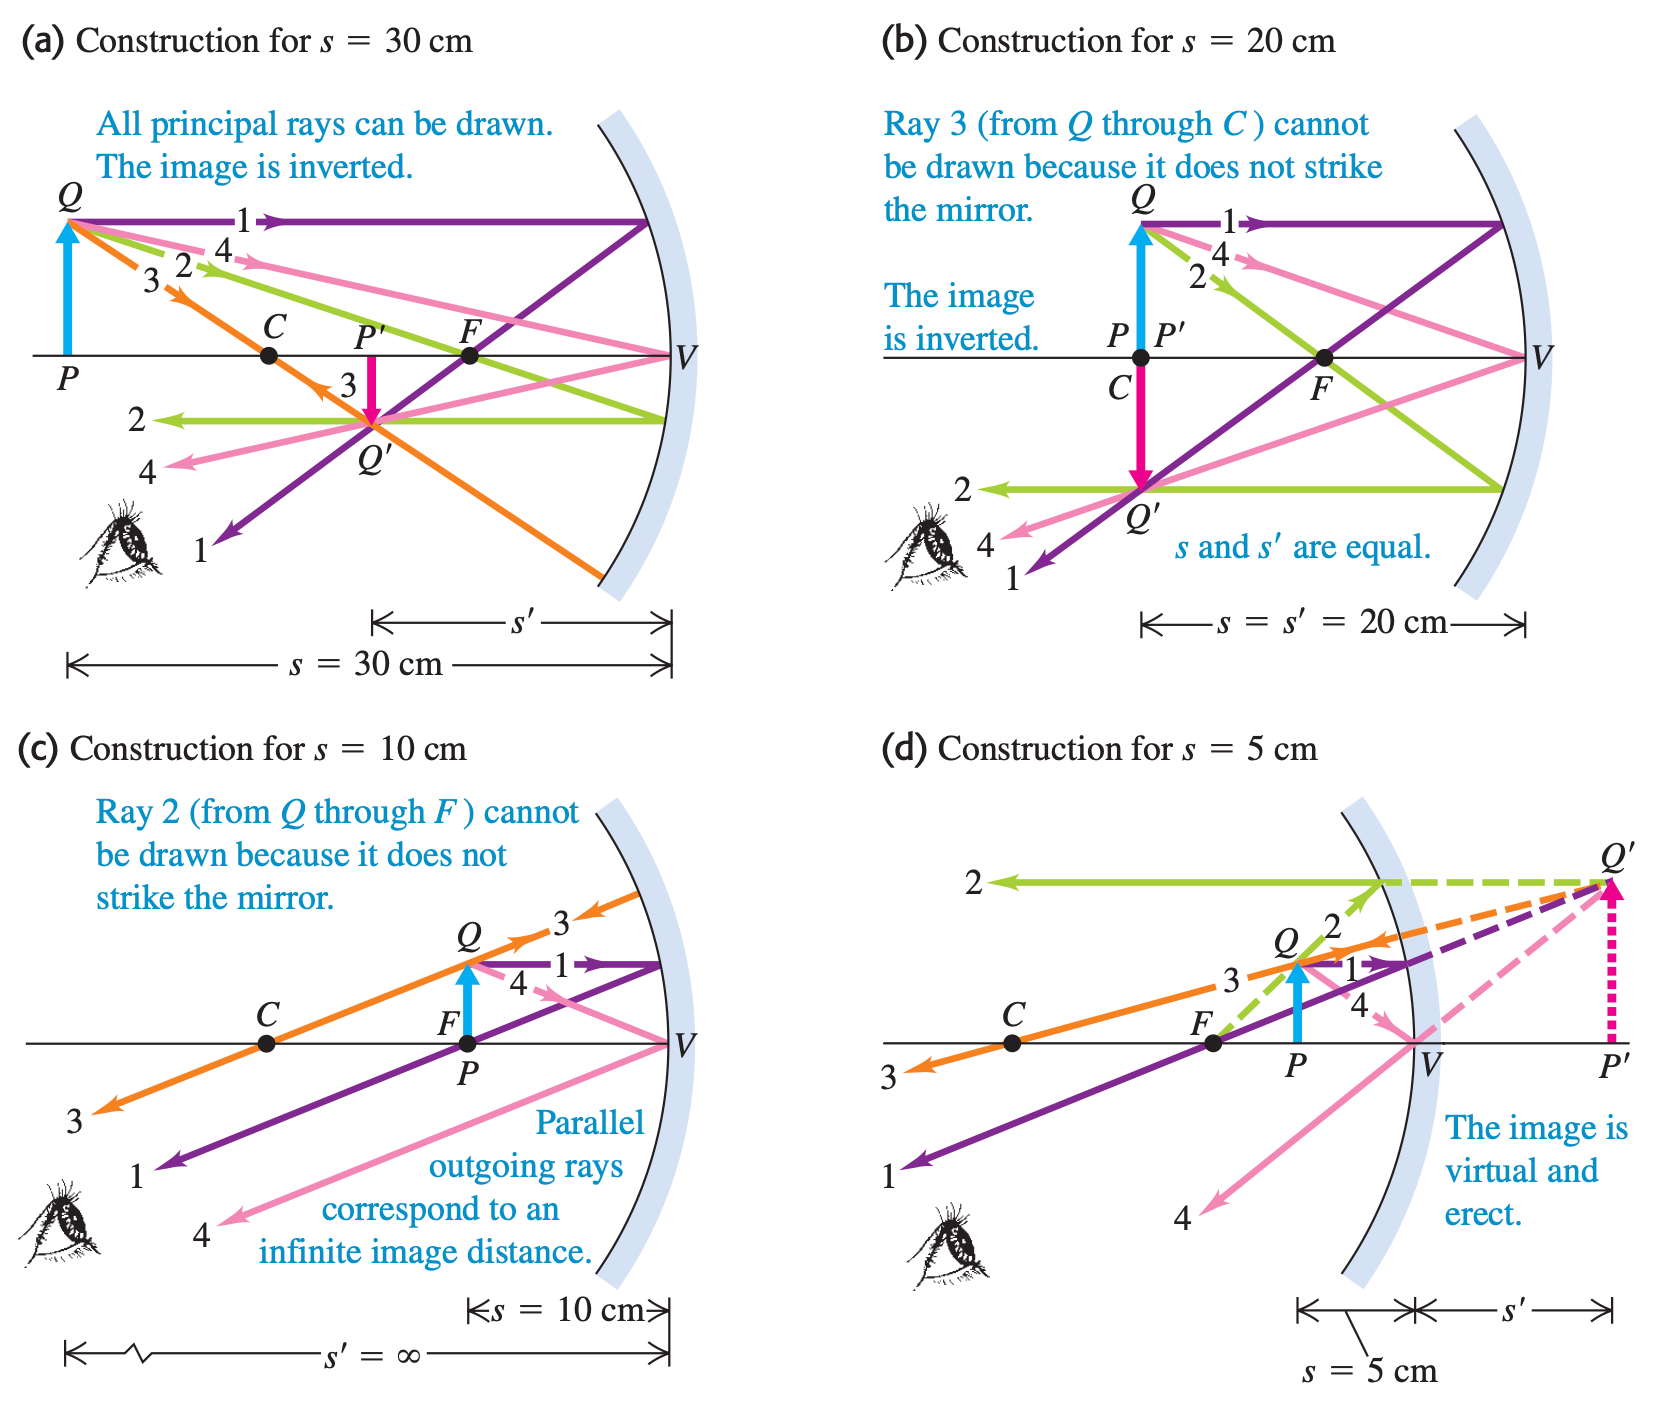 (a) Construction for s = 30 cm
All principal rays can be drawn.
The image is inverted.
Q
1
4
2
3
C
P′
F
V
P
3
2
4
Q′
1
s′
s = 30 cm
(b) Construction for s = 20 cm
Ray 3 (from Q through C) cannot
be drawn because it does not strike
the mirror.
Q
1
4
2
The image
is inverted.
P P′
V
C
F
2
Q′
4
1
s and s′ are equal.
s = s′ = 20 cm
(c) Construction for s = 10 cm
Ray 2 (from Q through F) cannot
be drawn because it does not
strike the mirror.
3
Q
1
4
C
F
V
P
3
1
4
Parallel
outgoing rays
correspond to an
infinite image distance.
s = 10 cm
s′ = ∞
(d) Construction for s = 5 cm
Q′
2
2
Q
1
3
4
C
F
P
V
P′
3
1
4
The image is
virtual and
erect.
s′
s = 5 cm